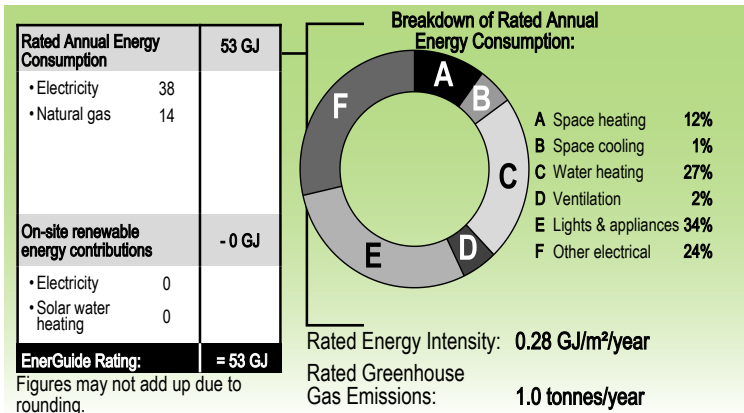 Rated Annual Energy
Consumption
53 GJ
• Electricity 38
• Natural gas 14
On-site renewable
energy contributions
- 0 GJ
• Electricity 0
• Solar water
heating
0
EnerGuide Rating: = 53 GJ
Figures may not add up due to
rounding.
Breakdown of Rated Annual
Energy Consumption:
A
B
C
D
E
F
A Space heating 12%
B Space cooling 1%
C Water heating 27%
D Ventilation 2%
E Lights & appliances 34%
F Other electrical 24%
Rated Energy Intensity: 0.28 GJ/m²/year
Rated Greenhouse
Gas Emissions: 1.0 tonnes/year